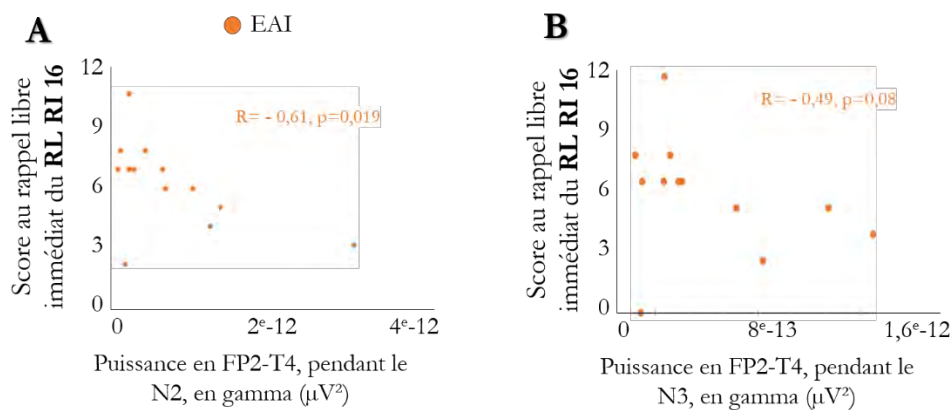 A
EAI
Score au rappel libre
immédiat du RL RI 16
12
9
6
3
0
R= - 0,61, p=0,019
0
2ᵉ-12
4ᵉ-12
Puissance en FP2-T4, pendant le
N2, en gamma (µV²)
B
Score au rappel libre
immédiat du RL RI 16
12
9
6
3
0
R= - 0,49, p=0,08
0
8ᵉ-13
1,6ᵉ-12
Puissance en FP2-T4, pendant le
N3, en gamma (µV²)